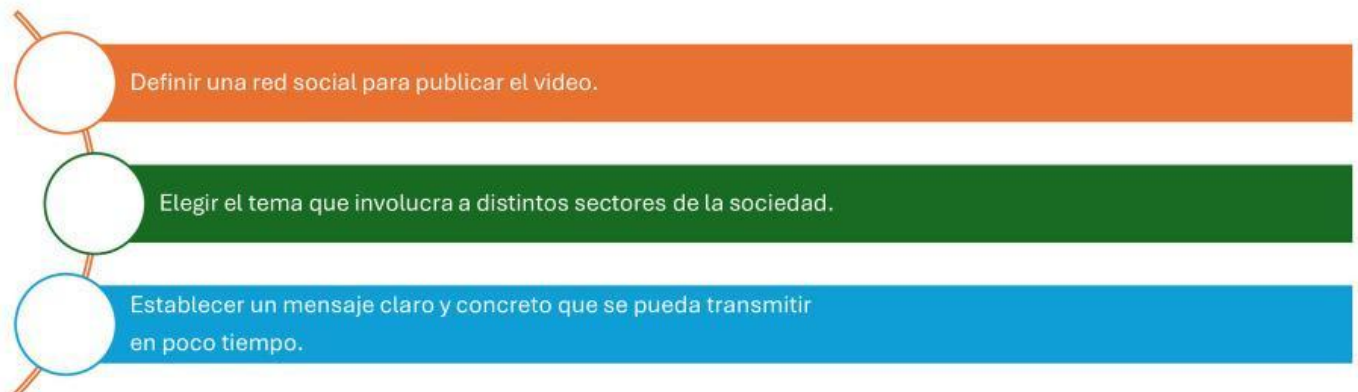 Definir una red social para publicar el video.
Elegir el tema que involucra a distintos sectores de la sociedad.
Establecer un mensaje claro y concreto que se pueda transmitir
en poco tiempo.